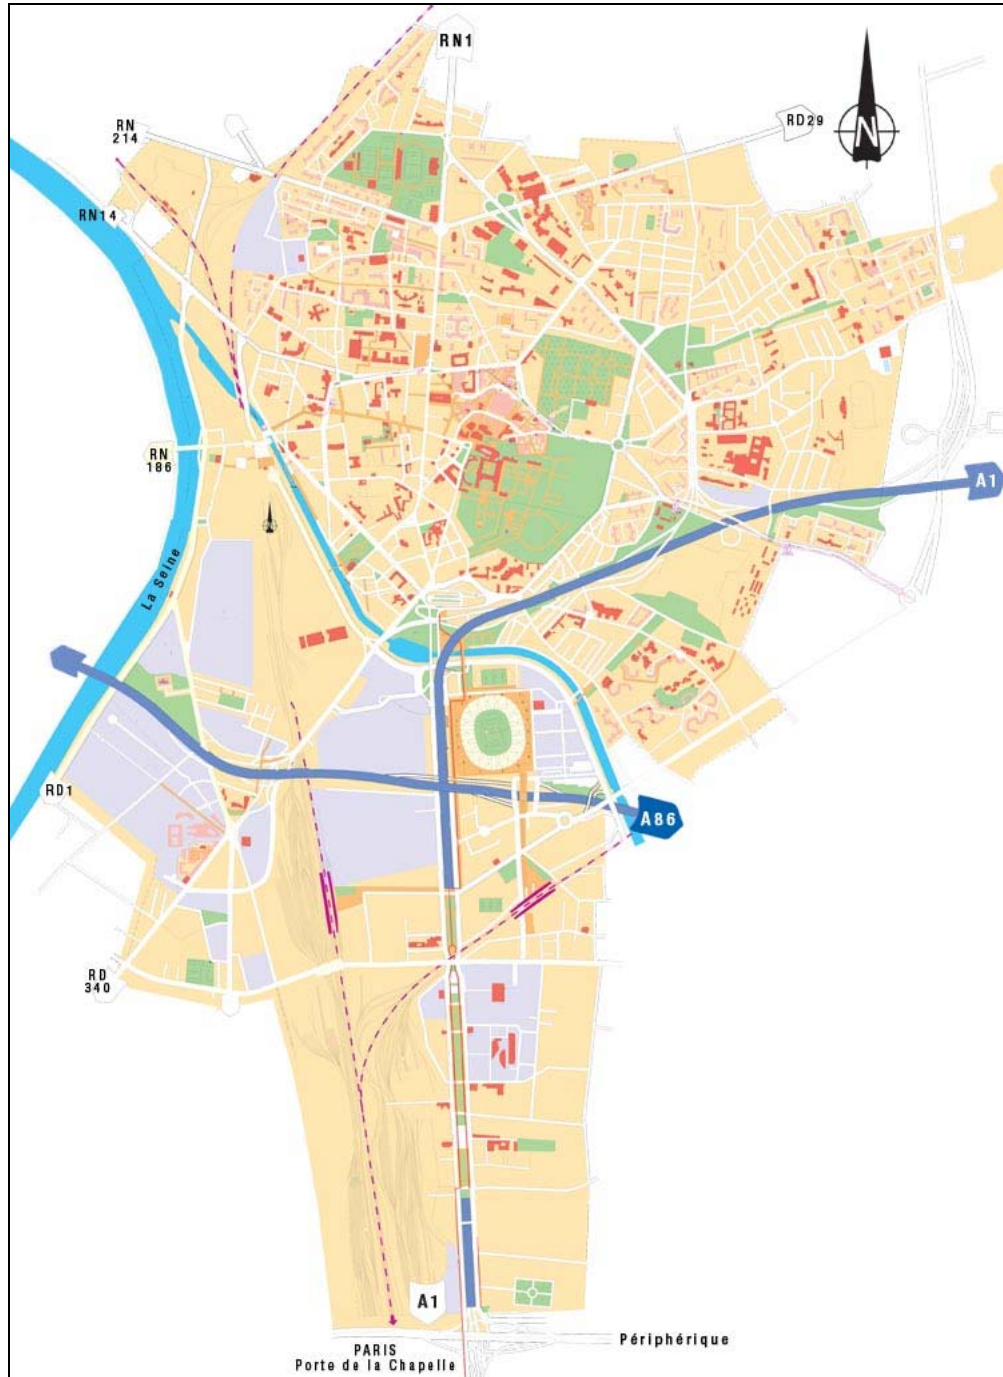 RN1
N
RN
214
RD29
RN14
RN
186
A1
La Seine
RD1
A86
RD
340
A1
Périphérique
PARIS
Porte de la Chapelle